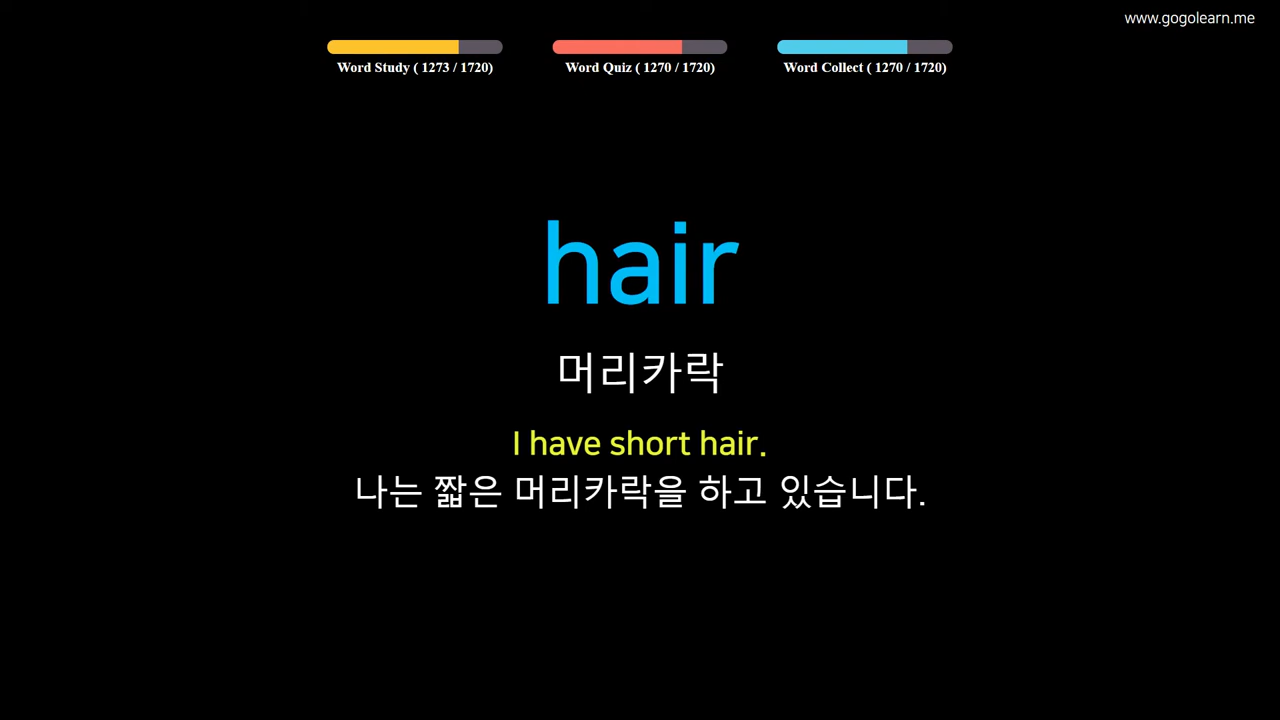 www.gogolearn.me
Word Study ( 1273 / 1720)
Word Quiz ( 1270 / 1720)
Word Collect ( 1270 / 1720)
hair
머리카락
I have short hair.
나는 짧은 머리카락을 하고 있습니다.